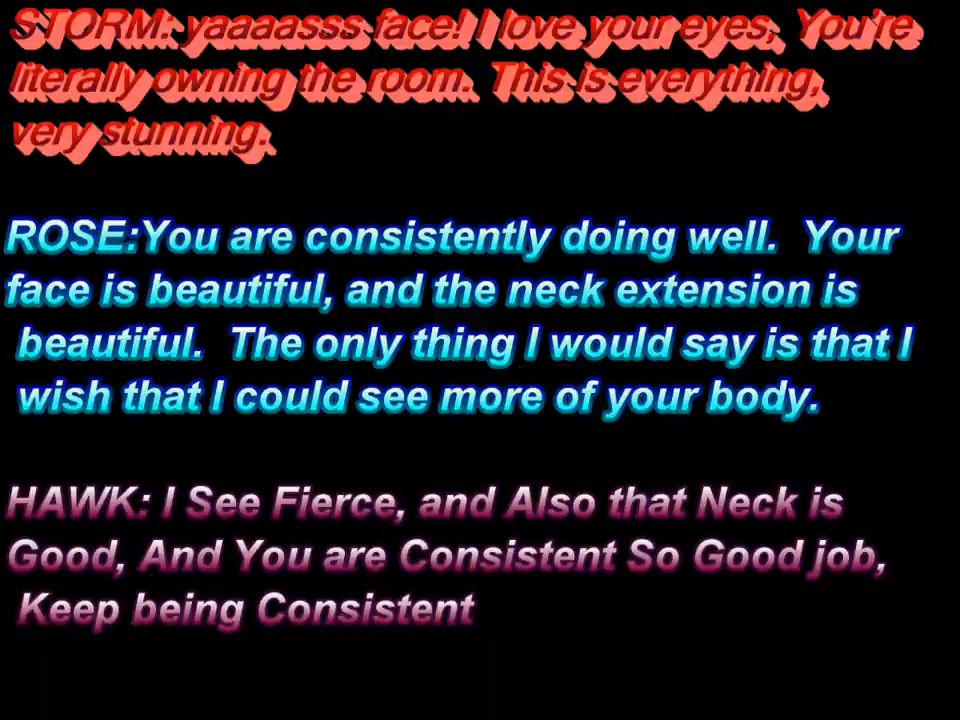 STORM: yaaaasss face! I love your eyes, You're
literally owning the room. This is everything,
very stunning.
ROSE:You are consistently doing well. Your
face is beautiful, and the neck extension is
beautiful. The only thing I would say is that I
wish that I could see more of your body.
HAWK: I See Fierce, and Also that Neck is
Good, And You are Consistent So Good job,
Keep being Consistent